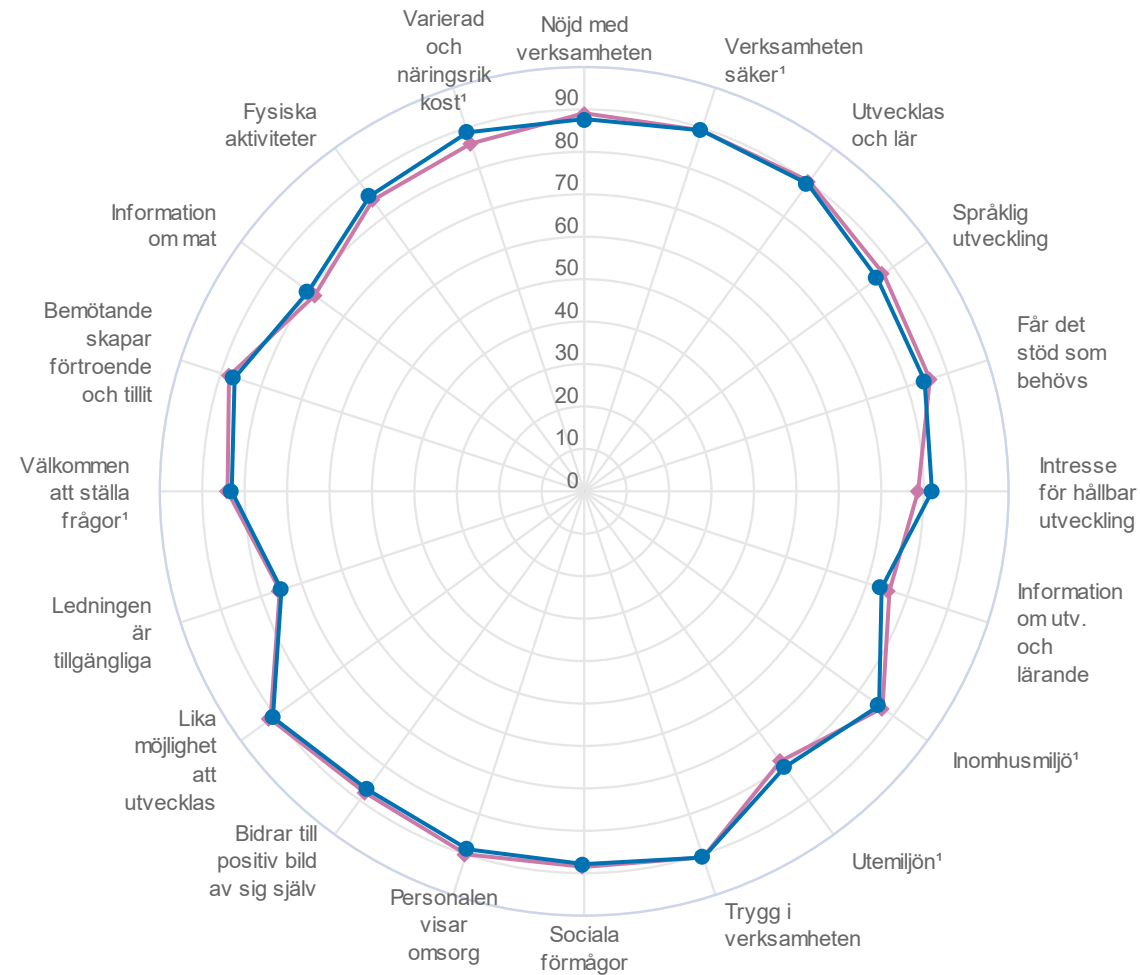 Nöjd med
verksamheten
Verksamheten
säker¹
Utvecklas
och lär
Språklig
utveckling
Får det
stöd som
behövs
Intresse
för hållbar
utveckling
Information
om utv.
och
lärande
Inomhusmiljö¹
Utemiljön¹
Trygg i
verksamheten
Sociala
förmågor
Personalen
visar
omsorg
Bidrar till
positiv bild
av sig själv
Lika
möjlighet
att
utvecklas
Ledningen
är
tillgängliga
Välkommen
att ställa
frågor¹
Bemötande
skapar
förtroende
och tillit
Information
om mat
Fysiska
aktiviteter
Varierad
och
näringsrik
kost¹
90
80
70
60
50
40
30
20
10
0